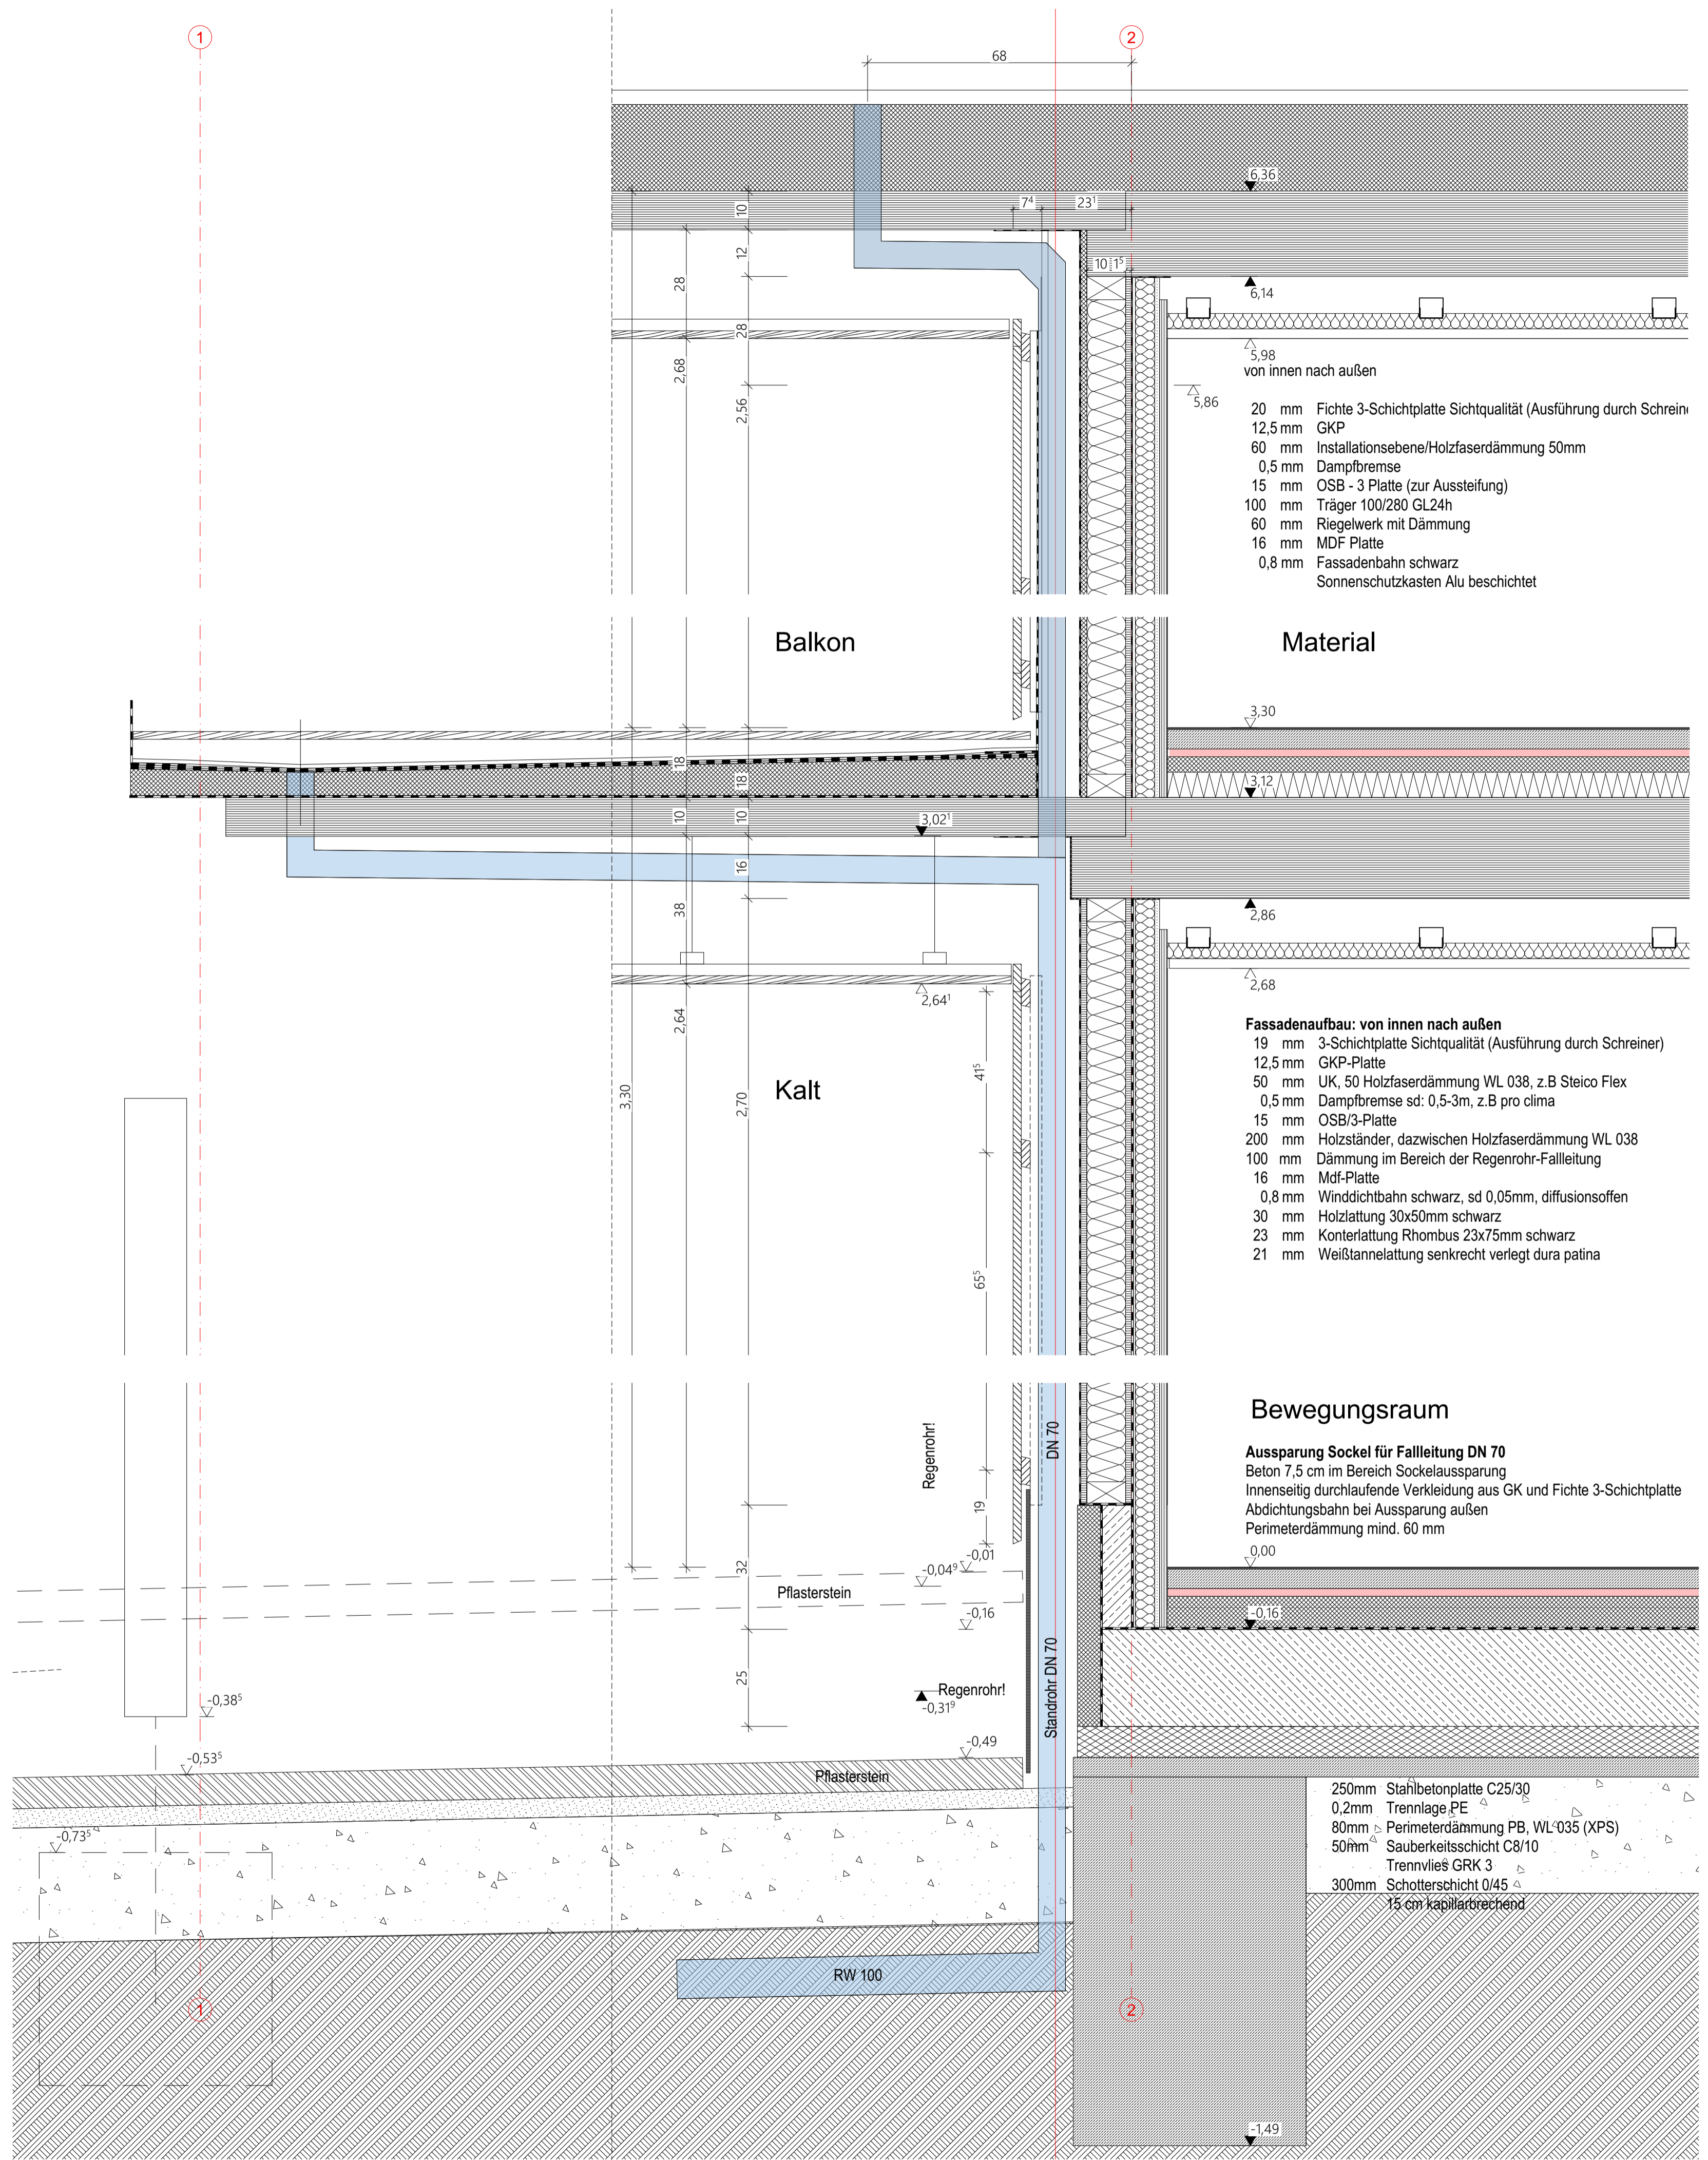 1
2
68
6,36
7⁴
23¹
10
12
28
10
1⁵
6,14
28
2,68
5,98
von innen nach außen
5,86
2,56
20 mm Fichte 3-Schichtplatte Sichtqualität (Ausführung durch
12,5 mm GKP
60 mm Installationsebene/Holzfaserdämmung 50mm
0,5 mm Dampfbremse
15 mm OSB - 3 Platte (zur Aussteifung)
100 mm Träger 100/280 GL24h
60 mm Riegelwerk mit Dämmung
16 mm MDF Platte
0,8 mm Fassadenbahn schwarz
Sonnenschutzkasten Alu beschichtet
Balkon
Material
3,30
18
18
3,12
10
10
3,02¹
16
38
2,86
2,68
2,64¹
2,64
Fassadenaufbau: von innen nach außen
19 mm 3-Schichtplatte Sichtqualität (Ausführung durch Schreiner)
12,5 mm GKP-Platte
50 mm UK, 50 Holzfaserdämmung WL 038, z.B Steico Flex
0,5 mm Dampfbremse sd: 0,5-3m, z.B pro clima
15 mm OSB/3-Platte
200 mm Holzständer, dazwischen Holzfaserdämmung WL 038
100 mm Dämmung im Bereich der Regenrohr-Fallleitung
16 mm Mdf-Platte
0,8 mm Winddichtbahn schwarz, sd 0,05mm, diffusionsoffen
30 mm Holzlattung 30x50mm schwarz
23 mm Konterlattung Rhombus 23x75mm schwarz
21 mm Weißtannelattung senkrecht verlegt dura patina
41⁵
Kalt
3,30
2,70
65⁵
Bewegungsraum
Regenrohr!
DN 70
Aussparung Sockel für Fallleitung DN 70
Beton 7,5 cm im Bereich Sockelaussparung
Innenseitig durchlaufende Verkleidung aus GK und Fichte 3-Schichtplatte
Abdichtungsbahn bei Aussparung außen
Perimeterdämmung mind. 60 mm
19
32
-0,01
0,00
-0,04⁹
Pflasterstein
-0,16
-0,16
25
Standrohr DN 70
Regenrohr!
-0,31⁹
-0,38⁵
-0,49
-0,53⁵
Pflasterstein
250mm Stahlbetonplatte C25/30
0,2mm Trennlage PE
80mm Perimeterdämmung PB, WL 035 (XPS)
50mm Sauberkeitsschicht C8/10
Trennvlies GRK 3
300mm Schotterschicht 0/45
15 cm kapillarbrechend
-0,73⁵
RW 100
1
2
-1,49